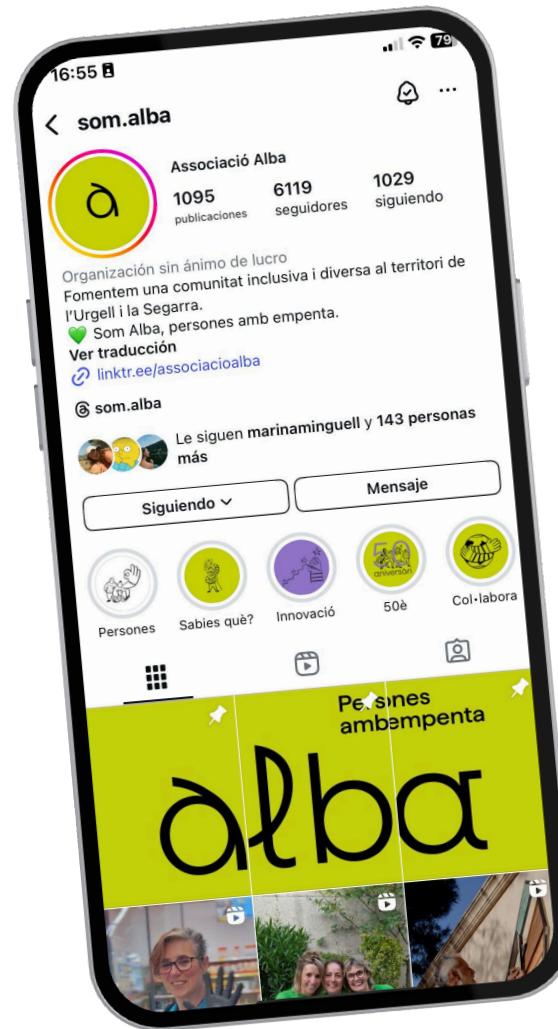 16:55
79
som.alba
à
Associació Alba
1095 6119 1029
publicaciones seguidores siguiendo
Organización sin ánimo de lucro
Fomentem una comunitat inclusiva i diversa al territori de
l'Urgell i la Segarra.
💚 Som Alba, persones amb empenta.
Ver traducción
linktr.ee/associacioalba
som.alba
Le siguen marinaminguell y 143 personas
más
Siguiendo
Mensaje
50
aniversari
Persones Sabies què? Innovació 50è Col·labora
Persones
ambempenta
àlba